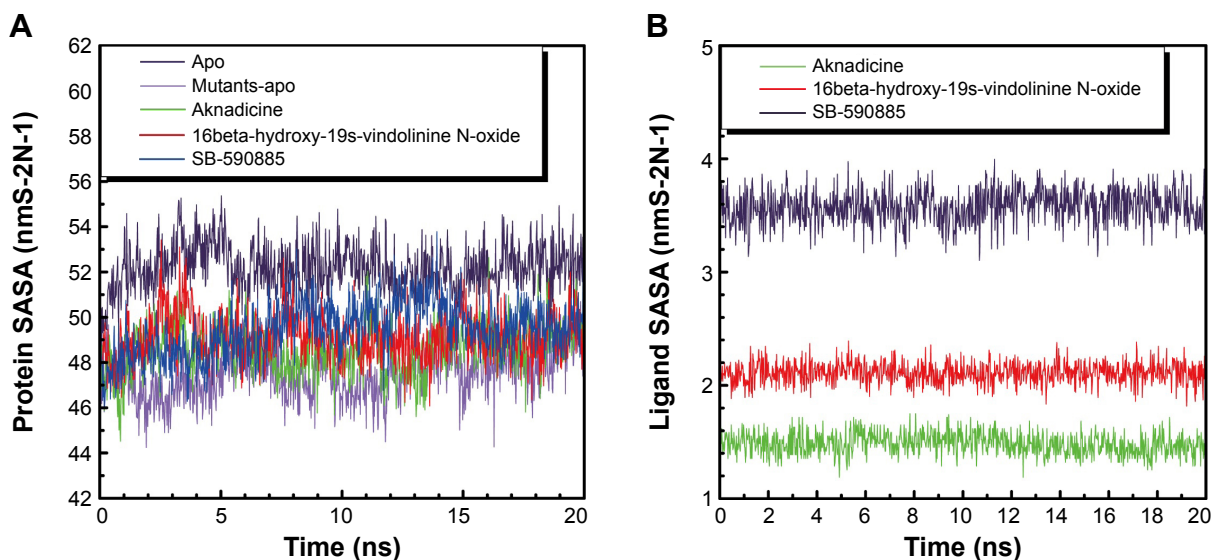 A
Protein SASA (nmS-2N-1)
62
60
58
56
54
52
50
48
46
44
42
Apo
Mutants-apo
Aknadicine
16beta-hydroxy-19s-vindolinine N-oxide
SB-590885
0 5 10 15 20
Time (ns)
B
Ligand SASA (nmS-2N-1)
5
4
3
2
1
Aknadicine
16beta-hydroxy-19s-vindolinine N-oxide
SB-590885
0 2 4 6 8 10 12 14 16 18 20
Time (ns)